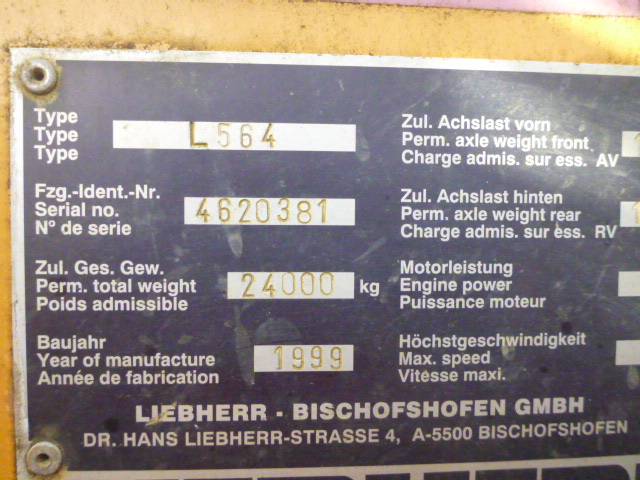 Type
Type
Type
L564
Fzg.-Ident.-Nr.
Serial no.
N° de serie
4620381
Zul. Ges. Gew.
Perm. total weight
Poids admissible
24000 kg
Baujahr
Year of manufacture
Année de fabrication
1999
Zul. Achslast vorn
Perm. axle weight front
Charge admis. sur ess. AV
Zul. Achslast hinten
Perm. axle weight rear
Charge admis. sur ess. RV
Motorleistung
Engine power
Puissance moteur
Höchstgeschwindigkeit
Max. speed
Vitesse maxi.
LIEBHERR - BISCHOFSHOFEN GMBH
DR. HANS LIEBHERR-STRASSE 4, A-5500 BISCHOFSHOFEN